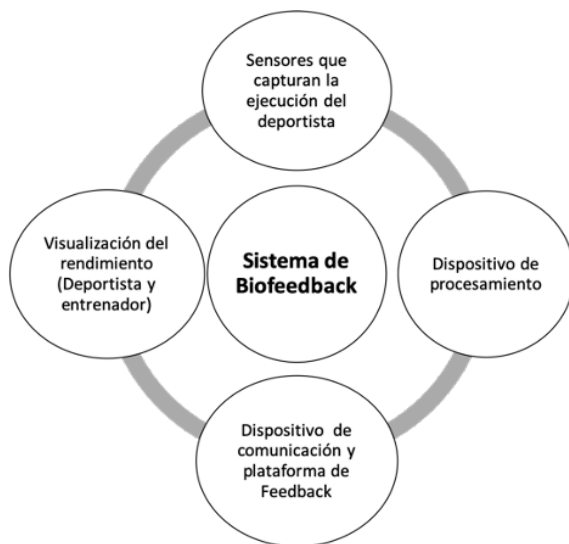 Sensores que
capturan la
ejecución del
deportista
Visualización del
rendimiento
(Deportista y
entrenador)
Sistema de
Biofeedback
Dispositivo de
procesamiento
Dispositivo de
comunicación y
plataforma de
Feedback